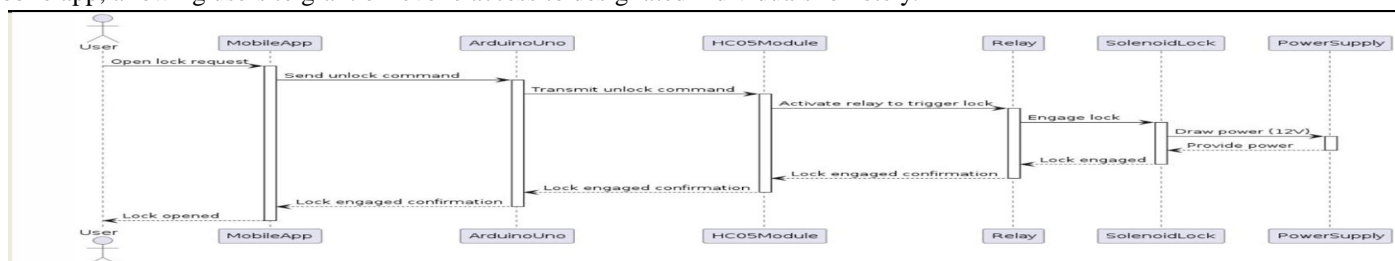 User MobileApp ArduinoUno HC05Module Relay SolenoidLock PowerSupply
Open lock request
Send unlock command
Transmit unlock command
Activate relay to trigger lock
Engage lock
Draw power (12V)
Provide power
Lock engaged
Lock engaged confirmation
Lock engaged confirmation
Lock engaged confirmation
Lock opened
User MobileApp ArduinoUno HC05Module Relay SolenoidLock PowerSupply